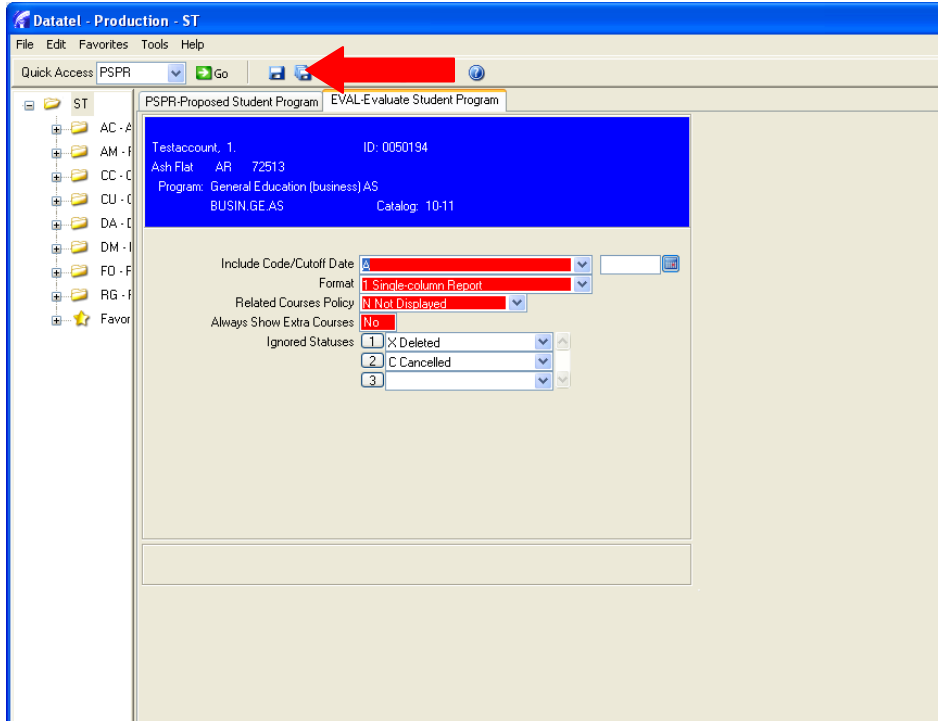 Datatel - Production - ST
File Edit Favorites Tools Help
Quick Access PSPR Go
ST
AC - A
AM - F
CC - C
CU - C
DA - D
DM - I
FO - F
RG - F
Favor
PSPR-Proposed Student Program EVAL-Evaluate Student Program
Testaccount, 1. ID: 0050194
Ash Flat AR 72513
Program: General Education (business) AS
BUSIN.GE.AS Catalog: 10-11
Include Code/Cutoff Date A
Format 1 Single-column Report
Related Courses Policy N Not Displayed
Always Show Extra Courses No
Ignored Statuses 1 X Deleted
2 C Cancelled
3